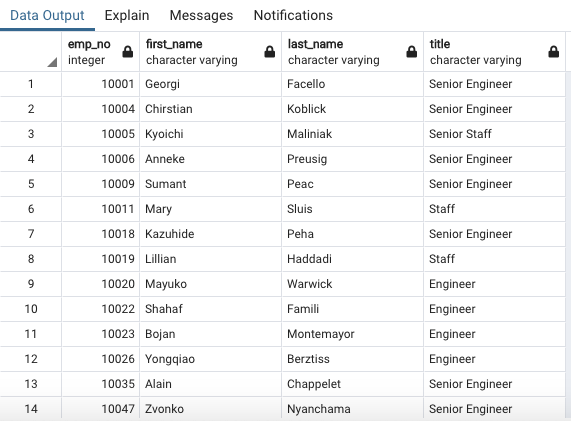 Data Output Explain Messages Notifications
emp_no first_name last_name title
integer character varying character varying character varying
1 10001 Georgi Facello Senior Engineer
2 10004 Chirstian Koblick Senior Engineer
3 10005 Kyoichi Maliniak Senior Staff
4 10006 Anneke Preusig Senior Engineer
5 10009 Sumant Peac Senior Engineer
6 10011 Mary Sluis Staff
7 10018 Kazuhide Peha Senior Engineer
8 10019 Lillian Haddadi Staff
9 10020 Mayuko Warwick Engineer
10 10022 Shahaf Famili Engineer
11 10023 Bojan Montemayor Engineer
12 10026 Yongqiao Berztiss Engineer
13 10035 Alain Chappelet Senior Engineer
14 10047 Zvonko Nyanchama Senior Engineer